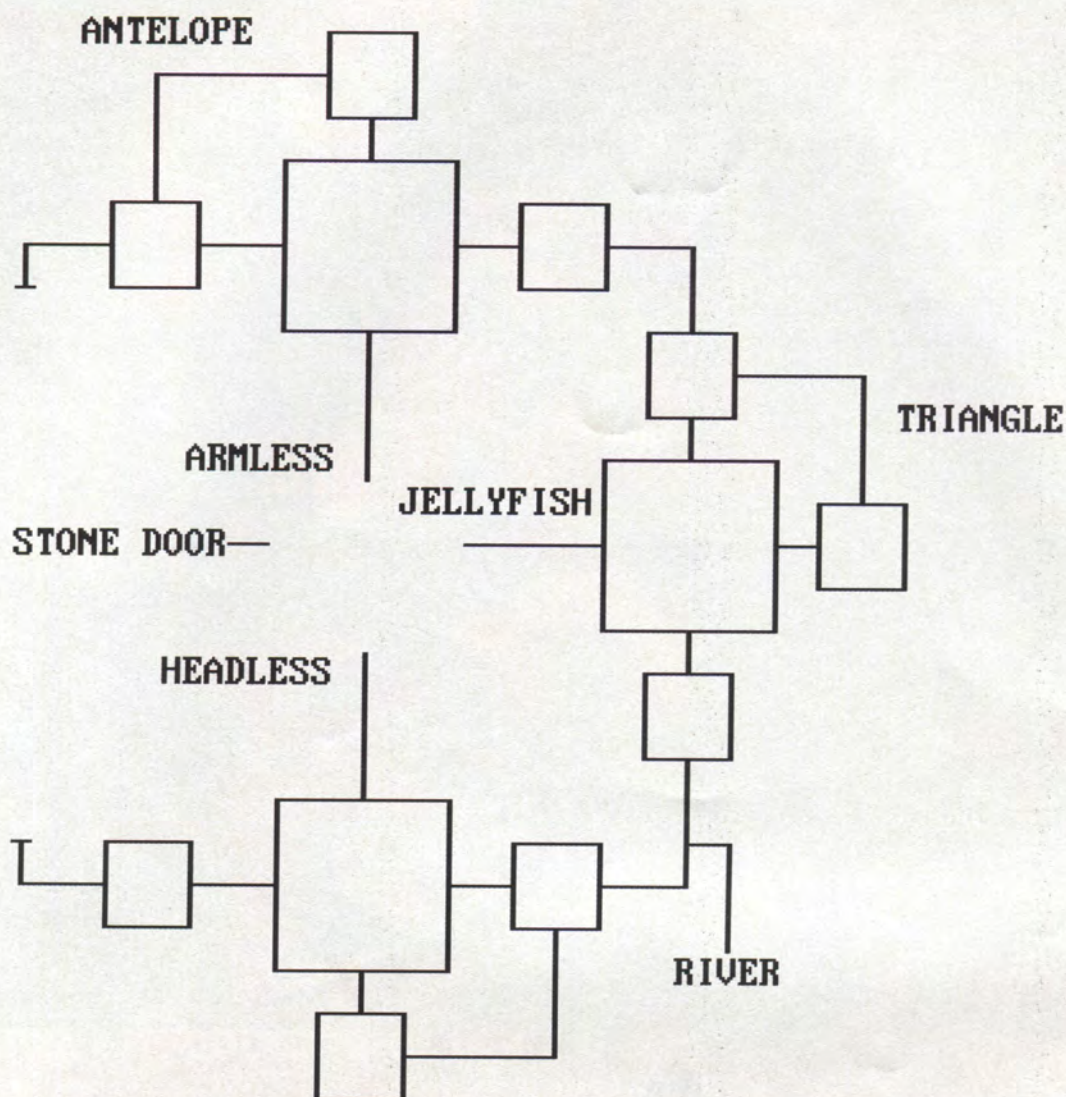 ANTELOPE
TRIANGLE
ARMLESS
JELLYFISH
STONE DOOR
HEADLESS
RIVER